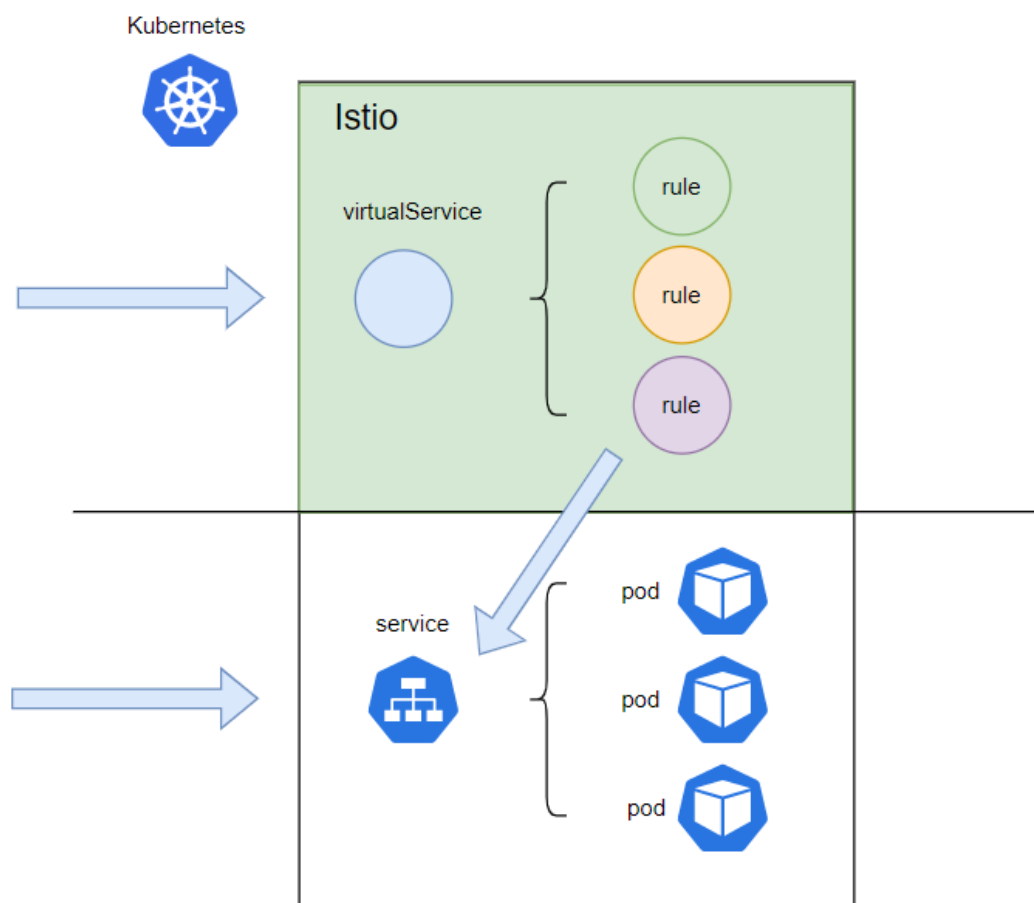 Kubernetes
Istio
virtualService
rule
rule
rule
service
pod
pod
pod